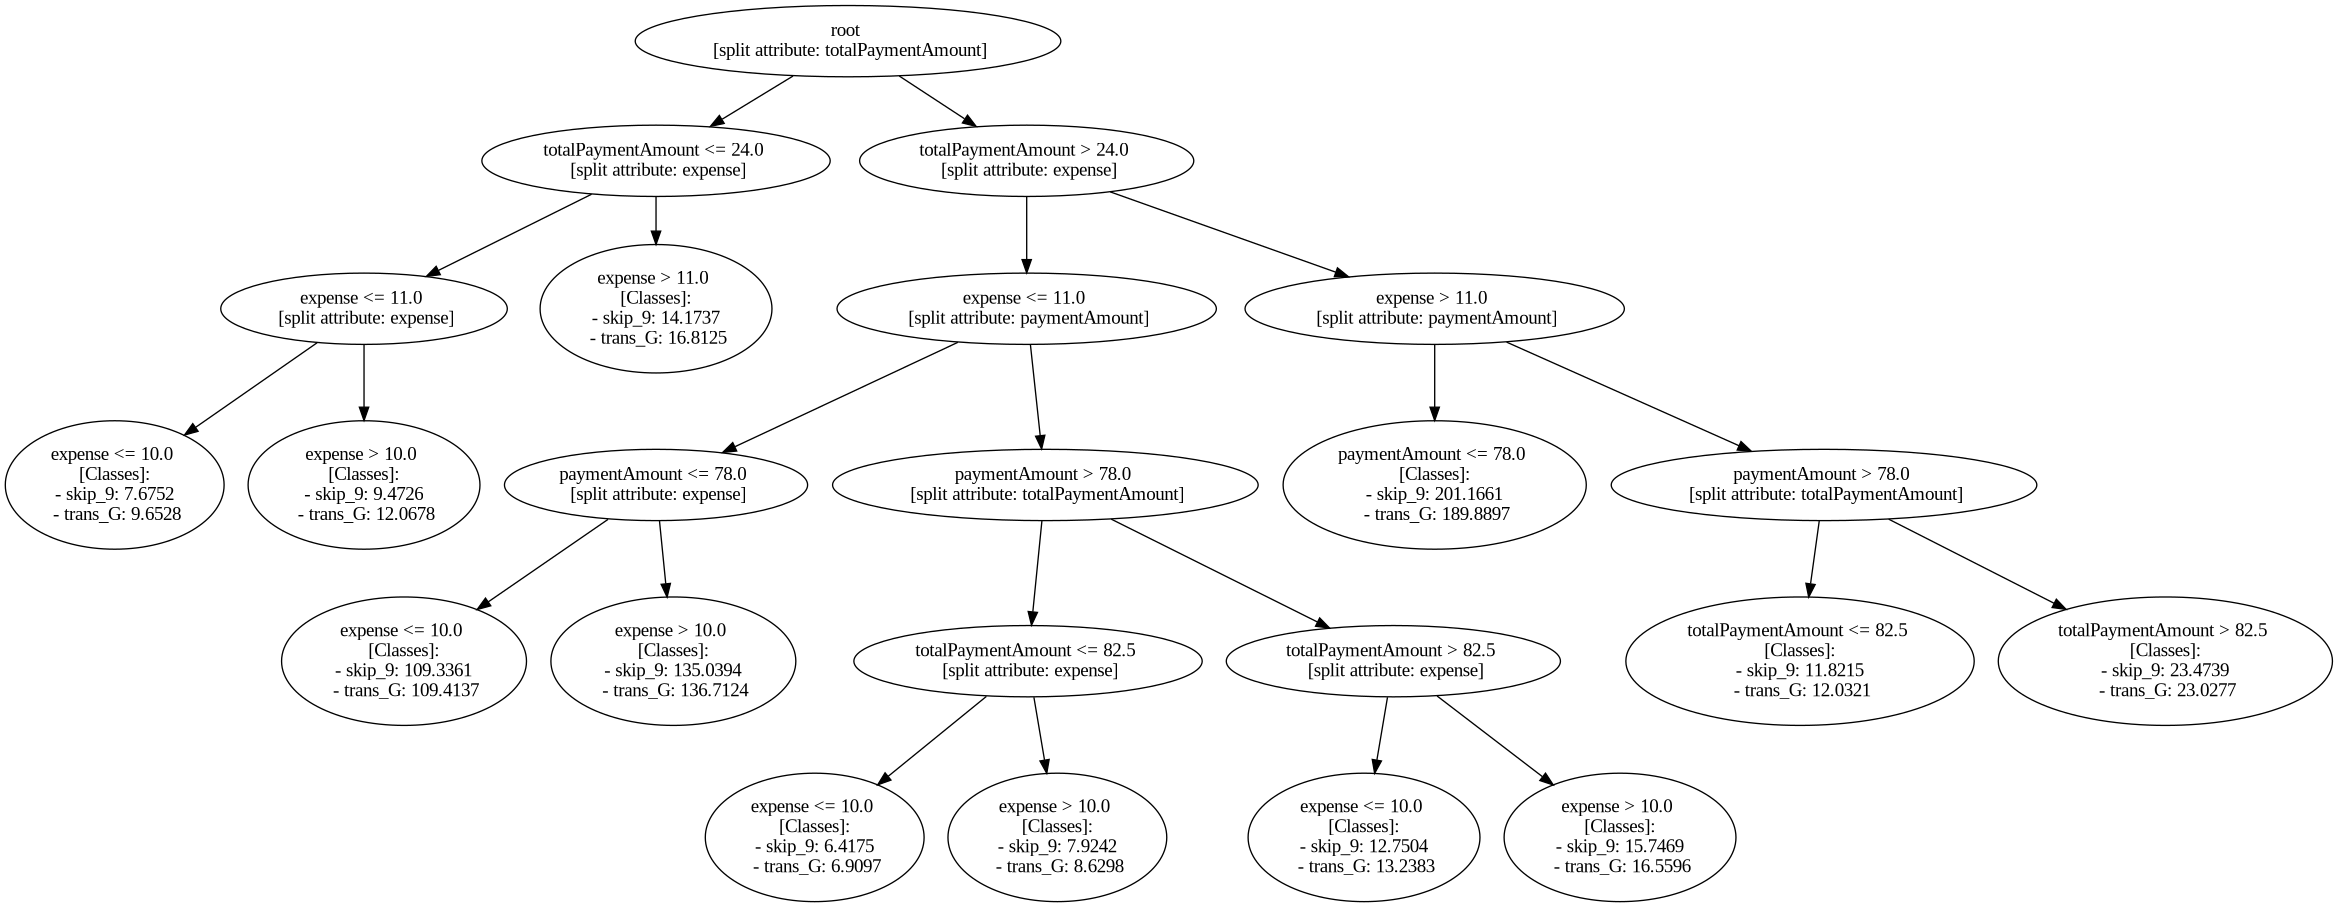 root
[split attribute: totalPaymentAmount]
totalPaymentAmount <= 24.0
[split attribute: expense]
totalPaymentAmount > 24.0
[split attribute: expense]
expense <= 11.0
[split attribute: expense]
expense > 11.0
[Classes]:
- skip_9: 14.1737
- trans_G: 16.8125
expense <= 11.0
[split attribute: paymentAmount]
expense > 11.0
[split attribute: paymentAmount]
expense <= 10.0
[Classes]:
- skip_9: 7.6752
- trans_G: 9.6528
expense > 10.0
[Classes]:
- skip_9: 9.4726
- trans_G: 12.0678
paymentAmount <= 78.0
[split attribute: expense]
paymentAmount > 78.0
[split attribute: totalPaymentAmount]
paymentAmount <= 78.0
[Classes]:
- skip_9: 201.1661
- trans_G: 189.8897
paymentAmount > 78.0
[split attribute: totalPaymentAmount]
expense <= 10.0
[Classes]:
- skip_9: 109.3361
- trans_G: 109.4137
expense > 10.0
[Classes]:
- skip_9: 135.0394
- trans_G: 136.7124
totalPaymentAmount <= 82.5
[split attribute: expense]
totalPaymentAmount > 82.5
[split attribute: expense]
totalPaymentAmount <= 82.5
[Classes]:
- skip_9: 11.8215
- trans_G: 12.0321
totalPaymentAmount > 82.5
[Classes]:
- skip_9: 23.4739
- trans_G: 23.0277
expense <= 10.0
[Classes]:
- skip_9: 6.4175
- trans_G: 6.9097
expense > 10.0
[Classes]:
- skip_9: 7.9242
- trans_G: 8.6298
expense <= 10.0
[Classes]:
- skip_9: 12.7504
- trans_G: 13.2383
expense > 10.0
[Classes]:
- skip_9: 15.7469
- trans_G: 16.5596